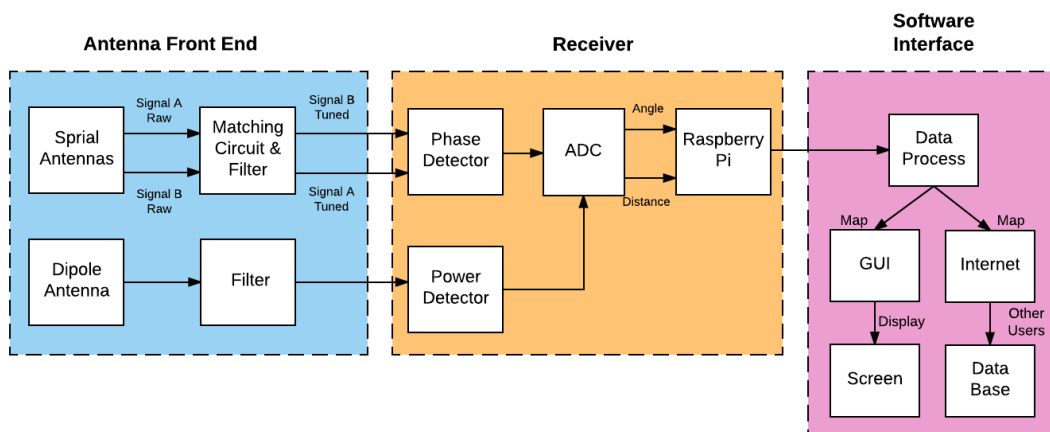 Antenna Front End
Receiver
Software
Interface
Sprial
Antennas
Signal A
Raw
Signal B
Raw
Matching
Circuit &
Filter
Signal B
Tuned
Signal A
Tuned
Dipole
Antenna
Filter
Phase
Detector
Power
Detector
ADC
Angle
Distance
Raspberry
Pi
Data
Process
Map
Map
GUI
Internet
Display
Other
Users
Screen
Data
Base